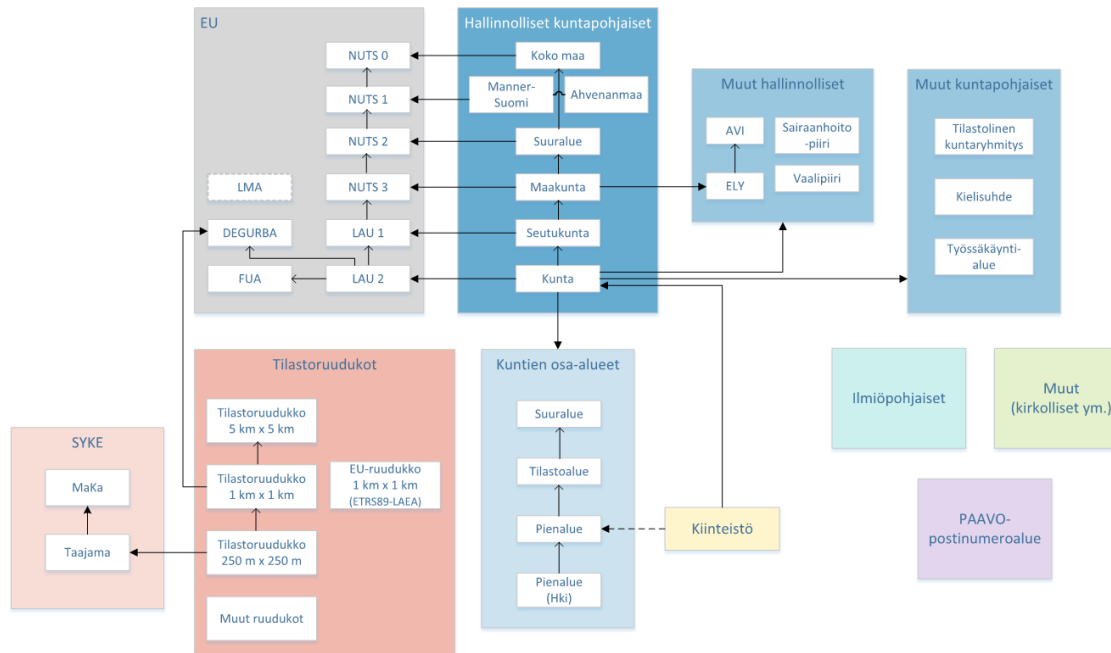 EU
NUTS 0
NUTS 1
NUTS 2
LMA
NUTS 3
DEGURBA
LAU 1
FUA
LAU 2
Hallinnolliset kuntapohjaiset
Koko maa
Manner-
Suomi
Ahvenanmaa
Suuralue
Maakunta
Seutukunta
Kunta
Muut hallinnolliset
AVI
Sairaanhoito
-piiri
ELY
Vaalipiiri
Muut kuntapohjaiset
Tilastolinen
kuntaryhmitys
Kielisuhde
Työssäkäynti-
alue
SYKE
MaKa
Taajama
Tilastoruudukot
Tilastoruudukko
5 km x 5 km
Tilastoruudukko
1 km x 1 km
EU-ruudukko
1 km x 1 km
(ETRS89-LAEA)
Tilastoruudukko
250 m x 250 m
Muut ruudukot
Kuntien osa-alueet
Suuralue
Tilastoalue
Pienalue
Pienalue
(Hki)
Kiinteistö
Ilmiöpohjaiset
Muut
(kirkolliset ym.)
PAAVO-
postinumeroalue